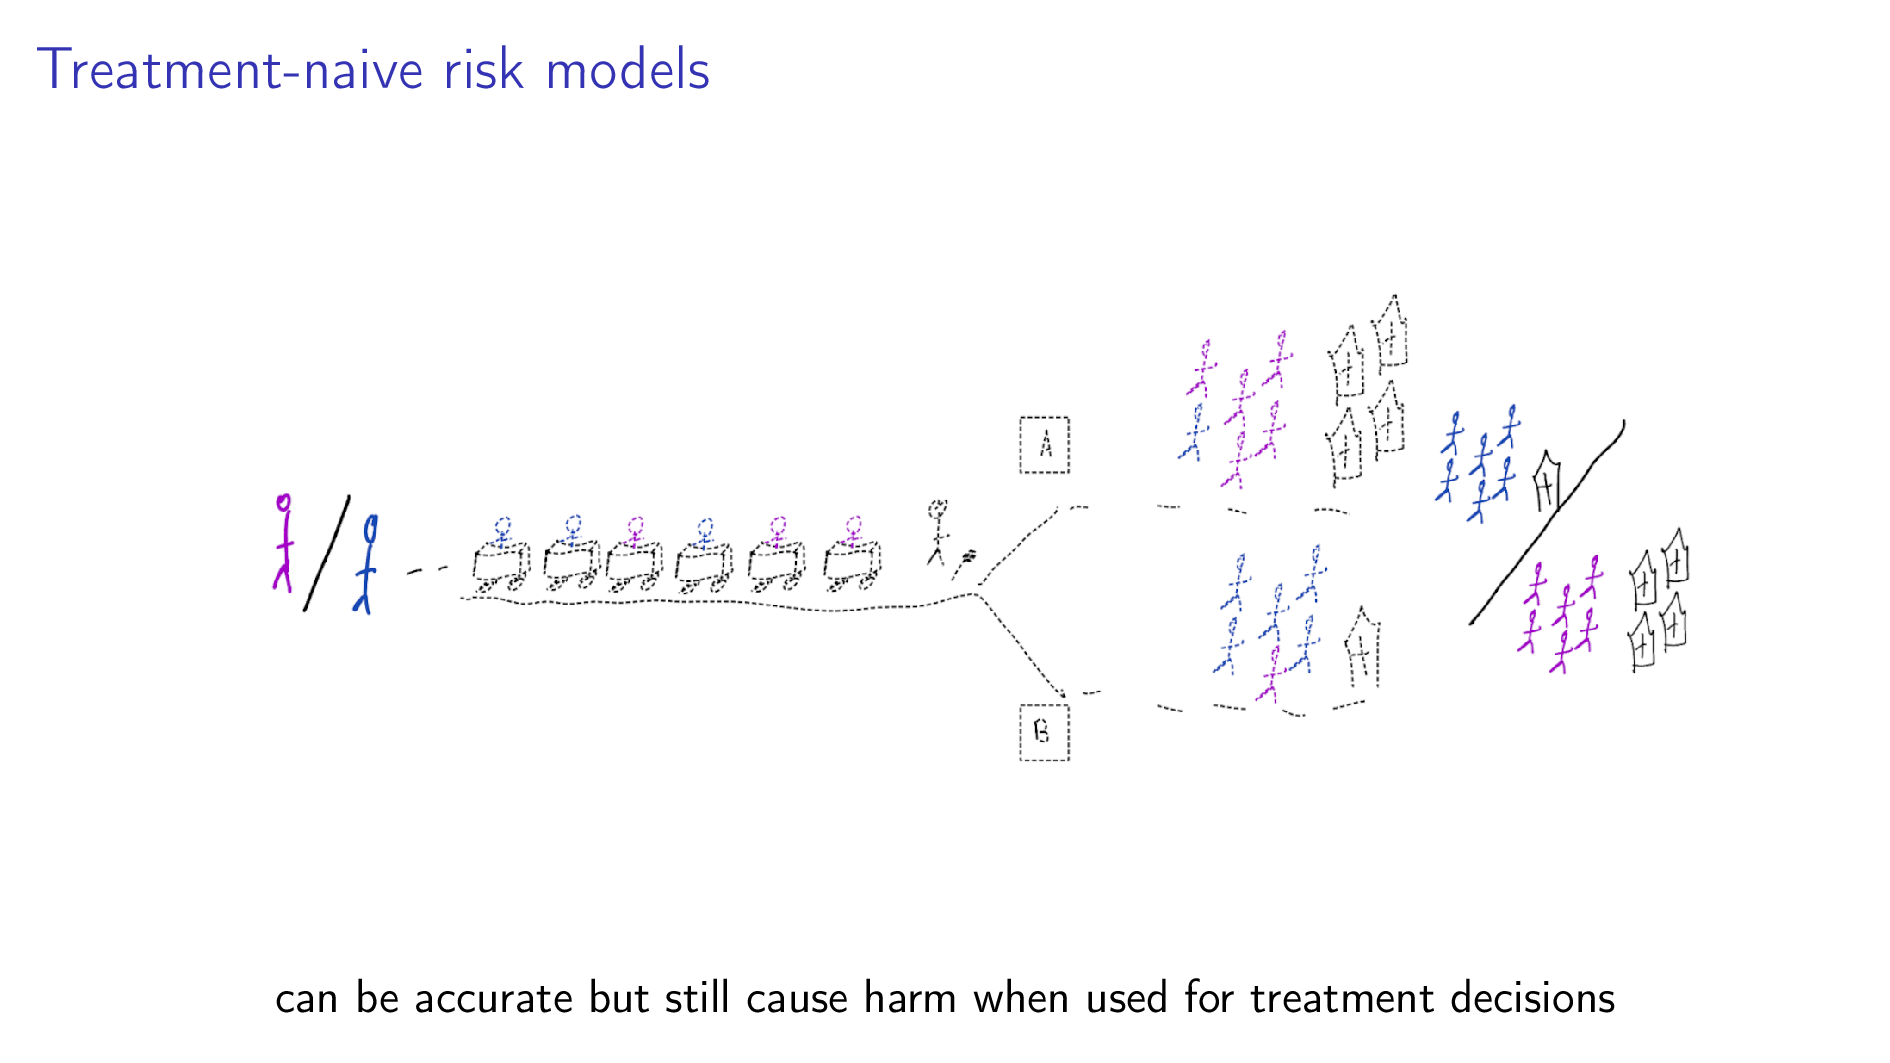 Treatment-naive risk models
A
B
can be accurate but still cause harm when used for treatment decisions